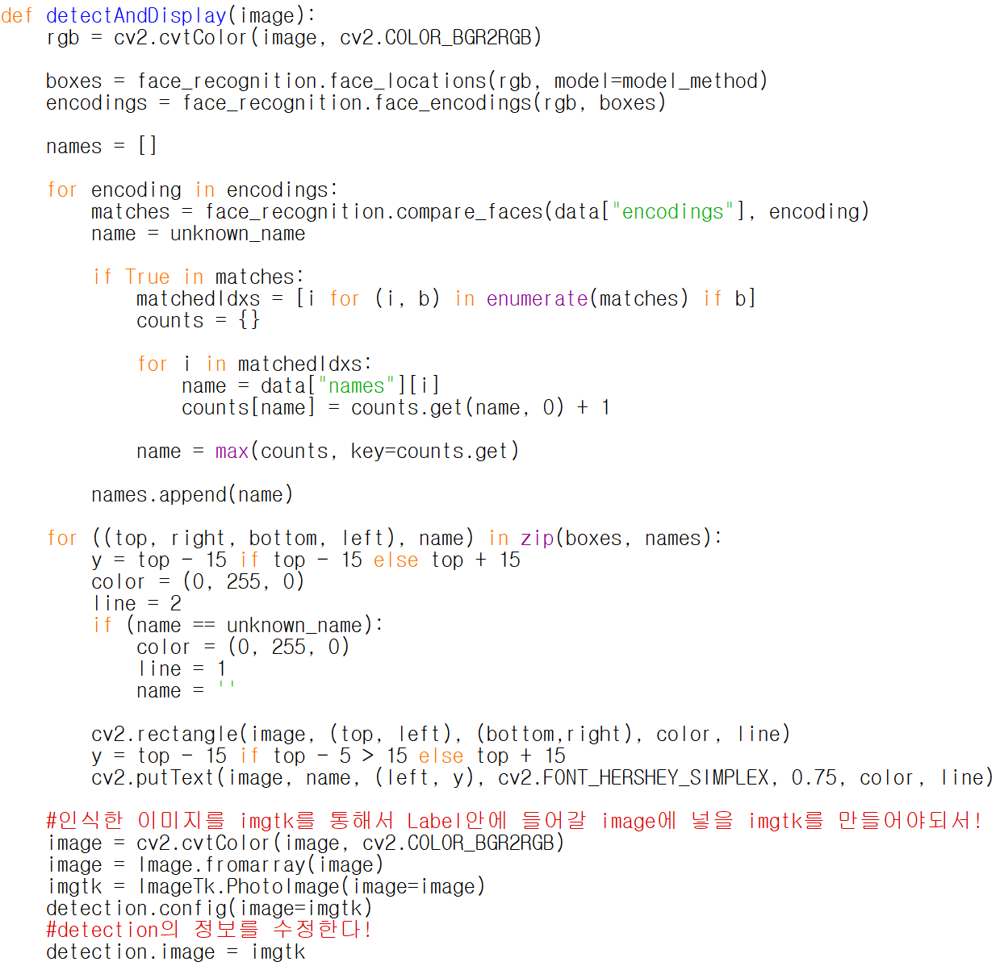 def detectAndDisplay(image):
    rgb = cv2.cvtColor(image, cv2.COLOR_BGR2RGB)

    boxes = face_recognition.face_locations(rgb, model=model_method)
    encodings = face_recognition.face_encodings(rgb, boxes)

    names = []

    for encoding in encodings:
        matches = face_recognition.compare_faces(data["encodings"], encoding)
        name = unknown_name

        if True in matches:
            matchedIdxs = [i for (i, b) in enumerate(matches) if b]
            counts = {}

            for i in matchedIdxs:
                name = data["names"][i]
                counts[name] = counts.get(name, 0) + 1

            name = max(counts, key=counts.get)

        names.append(name)

    for ((top, right, bottom, left), name) in zip(boxes, names):
        y = top - 15 if top - 15 else top + 15
        color = (0, 255, 0)
        line = 2
        if (name == unknown_name):
            color = (0, 255, 0)
            line = 1
            name = ''

        cv2.rectangle(image, (top, left), (bottom,right), color, line)
        y = top - 15 if top - 5 > 15 else top + 15
        cv2.putText(image, name, (left, y), cv2.FONT_HERSHEY_SIMPLEX, 0.75, color, line)

    #인식한 이미지를 imgtk를 통해서 Label안에 들어갈 image에 넣을 imgtk를 만들어야되서!
    image = cv2.cvtColor(image, cv2.COLOR_BGR2RGB)
    image = Image.fromarray(image)
    imgtk = ImageTk.PhotoImage(image=image)
    detection.config(image=imgtk)
    #detection의 정보를 수정한다!
    detection.image = imgtk